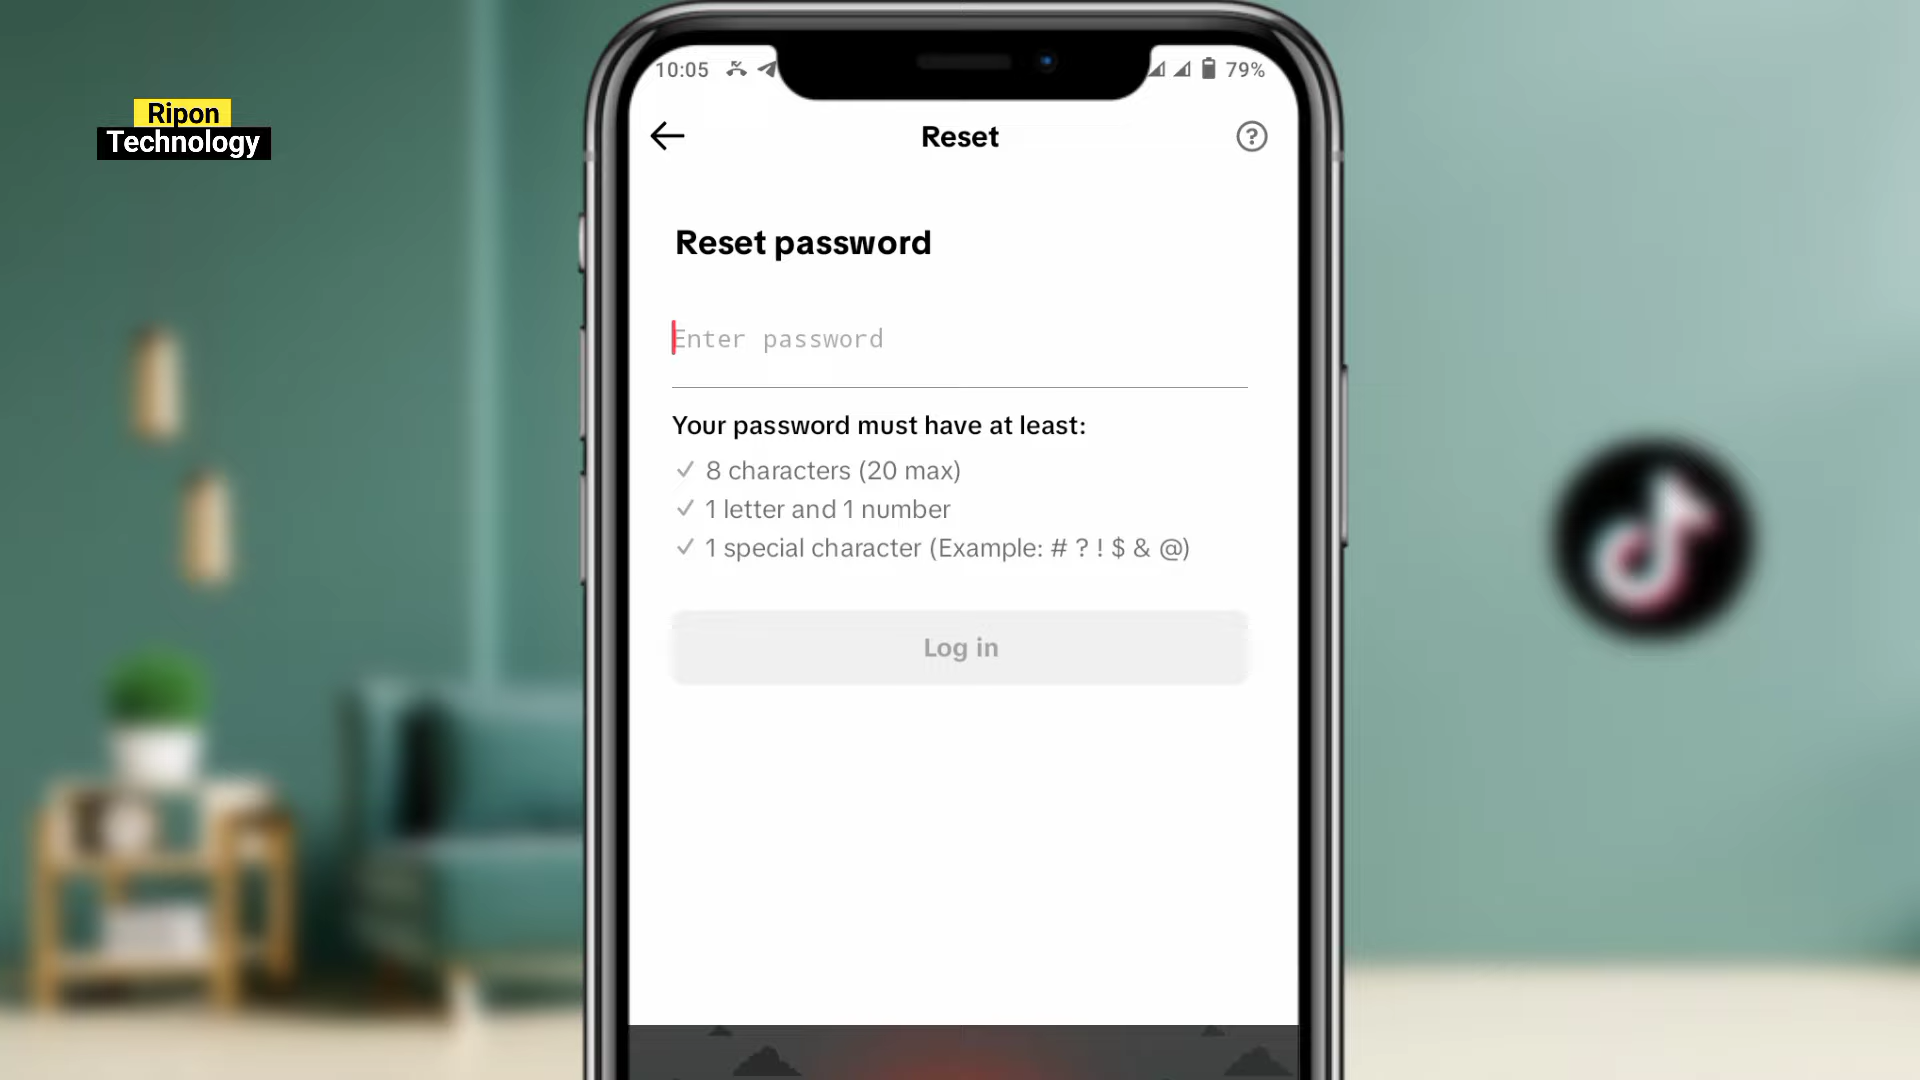 Ripon
Technology
10:05
79%
Reset
Reset password
Enter password
Your password must have at least:
8 characters (20 max)
1 letter and 1 number
1 special character (Example: # ? ! $ & @)
Log in